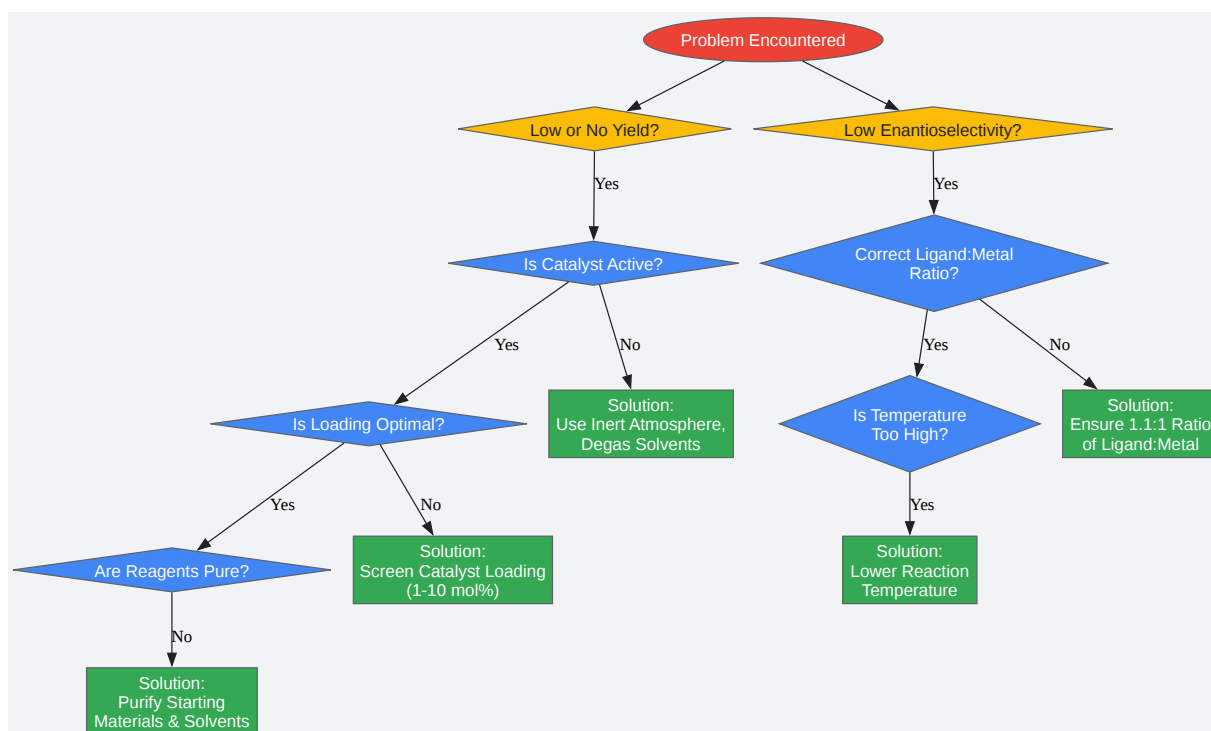 Problem Encountered
Low or No Yield?
Low Enantioselectivity?
Yes
Yes
Is Catalyst Active?
Correct Ligand:Metal
Ratio?
Yes
No
Yes
No
Is Loading Optimal?
Solution:
Use Inert Atmosphere,
Degas Solvents
Is Temperature
Too High?
Solution:
Ensure 1.1:1 Ratio
of Ligand:Metal
Yes
No
Yes
Are Reagents Pure?
Solution:
Screen Catalyst Loading
(1-10 mol%)
Solution:
Lower Reaction
Temperature
No
Solution:
Purify Starting
Materials & Solvents